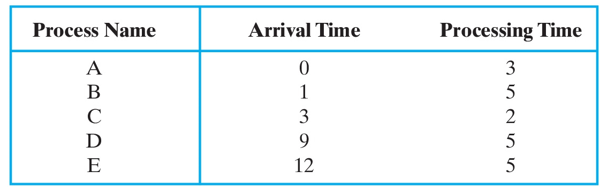 Process Name Arrival Time Processing Time
A 0 3
B 1 5
C 3 2
D 9 5
E 12 5